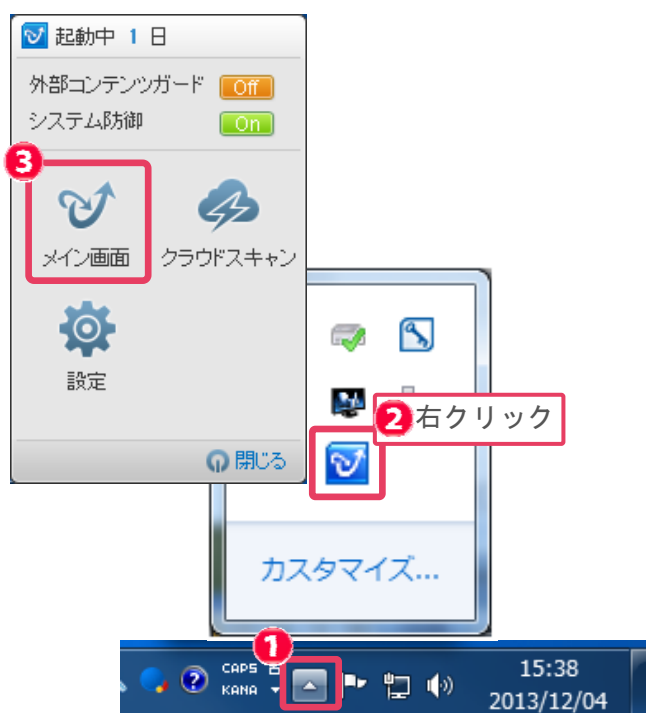 起動中 1 日
外部コンテンツガード Off
システム防御 On
3
メイン画面 クラウドスキャン
設定
閉じる
2 右クリック
カスタマイズ...
1
CAPS
KANA
15:38
2013/12/04